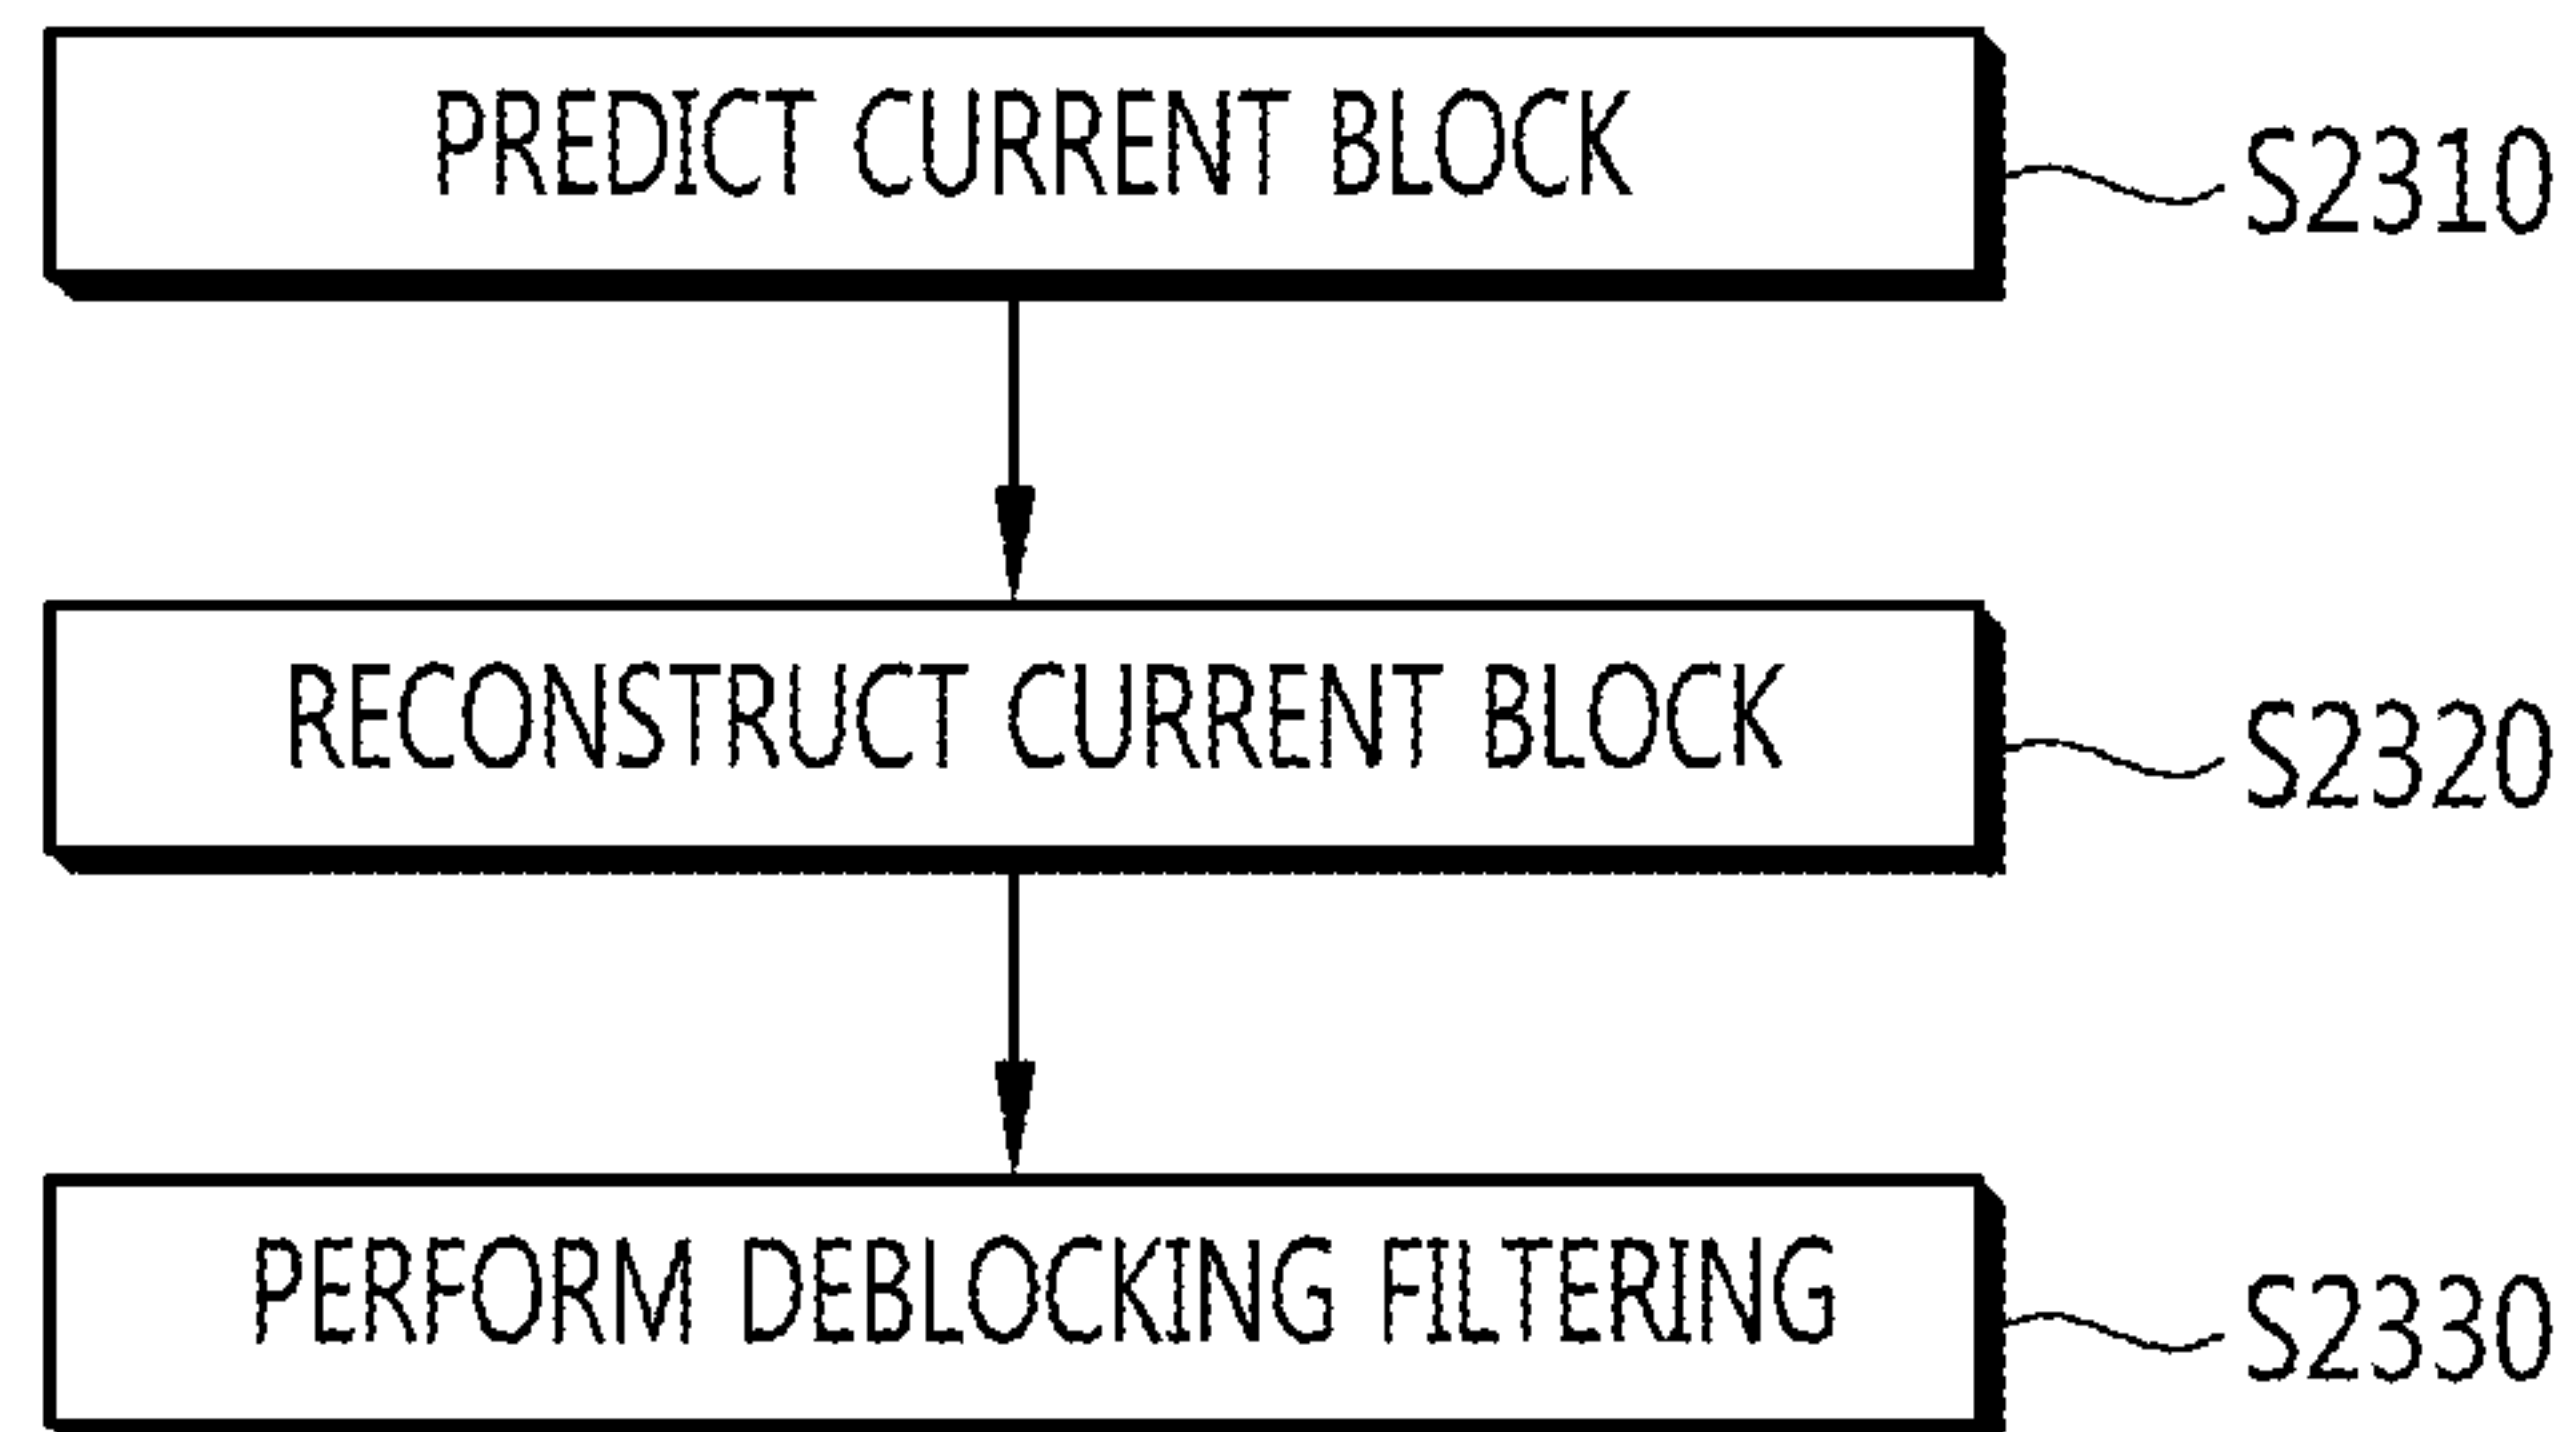 PREDICT CURRENT BLOCK
S2310
RECONSTRUCT CURRENT BLOCK
S2320
PERFORM DEBLOCKING FILTERING
S2330